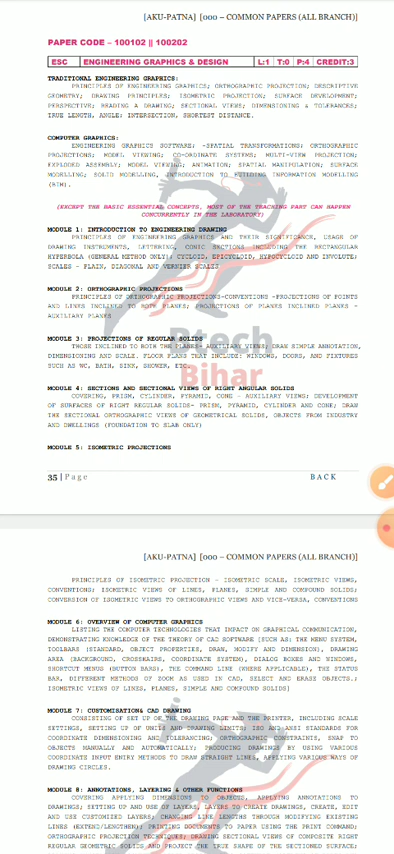 [AKU-PATNA] [000 – COMMON PAPERS (ALL BRANCH)]
PAPER CODE – 100102 || 100202
ESC ENGINEERING GRAPHICS & DESIGN L:1 T:0 P:4 CREDIT:3
TRADITIONAL ENGINEERING GRAPHICS:
PRINCIPLES OF ENGINEERING GRAPHICS; ORTHOGRAPHIC PROJECTION; DESCRIPTIVE
GEOMETRY; DRAWING PRINCIPLES; ISOMETRIC PROJECTION; SURFACE DEVELOPMENT;
PERSPECTIVE; READING A DRAWING; SECTIONAL VIEWS; DIMENSIONING & TOLERANCES;
TRUE LENGTH, ANGLE; INTERSECTION, SHORTEST DISTANCE.
COMPUTER GRAPHICS:
ENGINEERING GRAPHICS SOFTWARE; -SPATIAL TRANSFORMATIONS; ORTHOGRAPHIC
PROJECTIONS; MODEL VIEWING; CO-ORDINATE SYSTEMS; MULTI-VIEW PROJECTION;
EXPLODED ASSEMBLY; MODEL VIEWING; ANIMATION; SPATIAL MANIPULATION; SURFACE
MODELLING; SOLID MODELLING, INTRODUCTION TO BUILDING INFORMATION MODELLING
(BIM).
(EXCEPT THE BASIC ESSENTIAL CONCEPTS, MOST OF THE TEACHING PART CAN HAPPEN
CONCURRENTLY IN THE LABORATORY)
MODULE 1: INTRODUCTION TO ENGINEERING DRAWING
PRINCIPLES OF ENGINEERING GRAPHICS AND THEIR SIGNIFICANCE, USAGE OF
DRAWING INSTRUMENTS, LETTERING, CONIC SECTIONS INCLUDING THE RECTANGULAR
HYPERBOLA (GENERAL METHOD ONLY); CYCLOID, EPICYCLOID, HYPOCYCLOID AND INVOLUTE;
SCALES – PLAIN, DIAGONAL AND VERNIER SCALES
MODULE 2: ORTHOGRAPHIC PROJECTIONS
PRINCIPLES OF ORTHOGRAPHIC PROJECTIONS-CONVENTIONS -PROJECTIONS OF POINTS
AND LINES INCLINED TO BOTH PLANES; PROJECTIONS OF PLANES INCLINED PLANES -
AUXILIARY PLANES
MODULE 3: PROJECTIONS OF REGULAR SOLIDS
THOSE INCLINED TO BOTH THE PLANES- AUXILIARY VIEWS; DRAW SIMPLE ANNOTATION,
DIMENSIONING AND SCALE. FLOOR PLANS THAT INCLUDE: WINDOWS, DOORS, AND FIXTURES
SUCH AS WC, BATH, SINK, SHOWER, ETC.
Btech
Bihar
MODULE 4: SECTIONS AND SECTIONAL VIEWS OF RIGHT ANGULAR SOLIDS
COVERING, PRISM, CYLINDER, PYRAMID, CONE – AUXILIARY VIEWS; DEVELOPMENT
OF SURFACES OF RIGHT REGULAR SOLIDS- PRISM, PYRAMID, CYLINDER AND CONE; DRAW
THE SECTIONAL ORTHOGRAPHIC VIEWS OF GEOMETRICAL SOLIDS, OBJECTS FROM INDUSTRY
AND DWELLINGS (FOUNDATION TO SLAB ONLY)
MODULE 5: ISOMETRIC PROJECTIONS
35 | Page BACK
[AKU-PATNA] [000 – COMMON PAPERS (ALL BRANCH)]
PRINCIPLES OF ISOMETRIC PROJECTION – ISOMETRIC SCALE, ISOMETRIC VIEWS,
CONVENTIONS; ISOMETRIC VIEWS OF LINES, PLANES, SIMPLE AND COMPOUND SOLIDS;
CONVERSION OF ISOMETRIC VIEWS TO ORTHOGRAPHIC VIEWS AND VICE-VERSA, CONVENTIONS
MODULE 6: OVERVIEW OF COMPUTER GRAPHICS
LISTING THE COMPUTER TECHNOLOGIES THAT IMPACT ON GRAPHICAL COMMUNICATION,
DEMONSTRATING KNOWLEDGE OF THE THEORY OF CAD SOFTWARE [SUCH AS: THE MENU SYSTEM,
TOOLBARS (STANDARD, OBJECT PROPERTIES, DRAW, MODIFY AND DIMENSION), DRAWING
AREA (BACKGROUND, CROSSHAIRS, COORDINATE SYSTEM), DIALOG BOXES AND WINDOWS,
SHORTCUT MENUS (BUTTON BARS), THE COMMAND LINE (WHERE APPLICABLE), THE STATUS
BAR, DIFFERENT METHODS OF ZOOM AS USED IN CAD, SELECT AND ERASE OBJECTS.;
ISOMETRIC VIEWS OF LINES, PLANES, SIMPLE AND COMPOUND SOLIDS]
MODULE 7: CUSTOMISATION& CAD DRAWING
CONSISTING OF SET UP OF THE DRAWING PAGE AND THE PRINTER, INCLUDING SCALE
SETTINGS, SETTING UP OF UNITS AND DRAWING LIMITS; ISO AND ANSI STANDARDS FOR
COORDINATE DIMENSIONING AND TOLERANCING; ORTHOGRAPHIC CONSTRAINTS, SNAP TO
OBJECTS MANUALLY AND AUTOMATICALLY; PRODUCING DRAWINGS BY USING VARIOUS
COORDINATE INPUT ENTRY METHODS TO DRAW STRAIGHT LINES, APPLYING VARIOUS WAYS OF
DRAWING CIRCLES.
MODULE 8: ANNOTATIONS, LAYERING & OTHER FUNCTIONS
COVERING APPLYING DIMENSIONS TO OBJECTS, APPLYING ANNOTATIONS TO
DRAWINGS; SETTING UP AND USE OF LAYERS, LAYERS TO CREATE DRAWINGS, CREATE, EDIT
AND USE CUSTOMIZED LAYERS; CHANGING LINE LENGTHS THROUGH MODIFYING EXISTING
LINES (EXTEND/LENGTHEN); PRINTING DOCUMENTS TO PAPER USING THE PRINT COMMAND;
ORTHOGRAPHIC PROJECTION TECHNIQUES; DRAWING SECTIONAL VIEWS OF COMPOSITE RIGHT
REGULAR GEOMETRIC SOLIDS AND PROJECT THE TRUE SHAPE OF THE SECTIONED SURFACE;